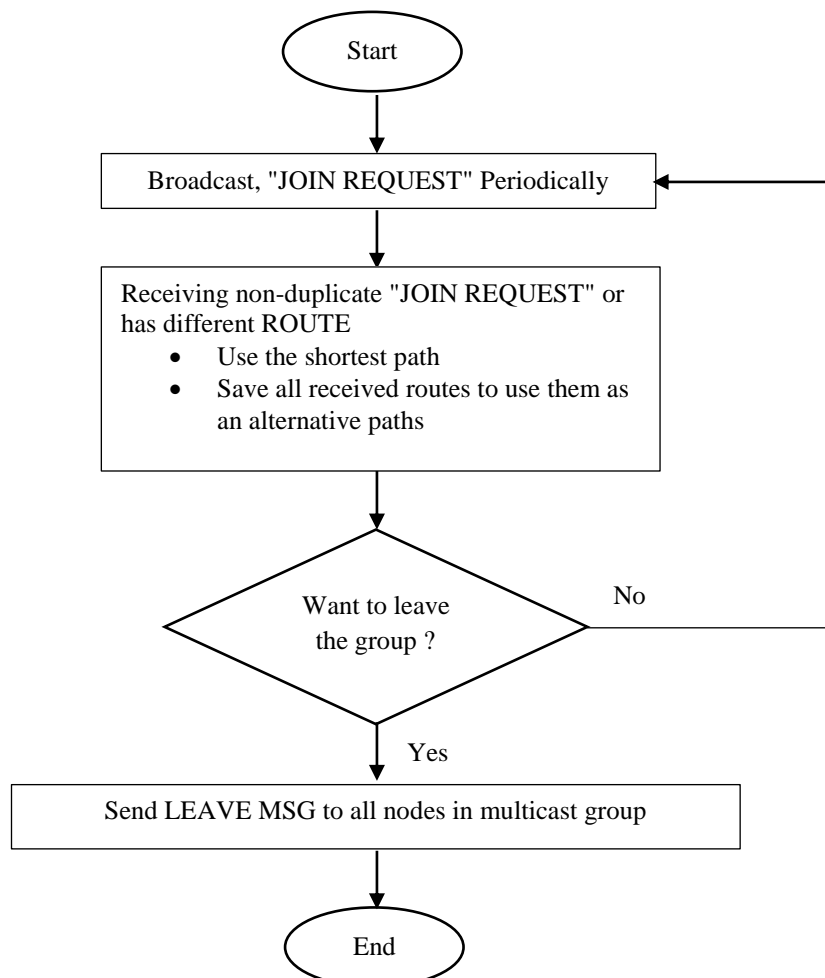 Start
Broadcast, "JOIN REQUEST" Periodically
Receiving non-duplicate "JOIN REQUEST" or
has different ROUTE
• Use the shortest path
• Save all received routes to use them as
an alternative paths
Want to leave
the group ?
No
Yes
Send LEAVE MSG to all nodes in multicast group
End